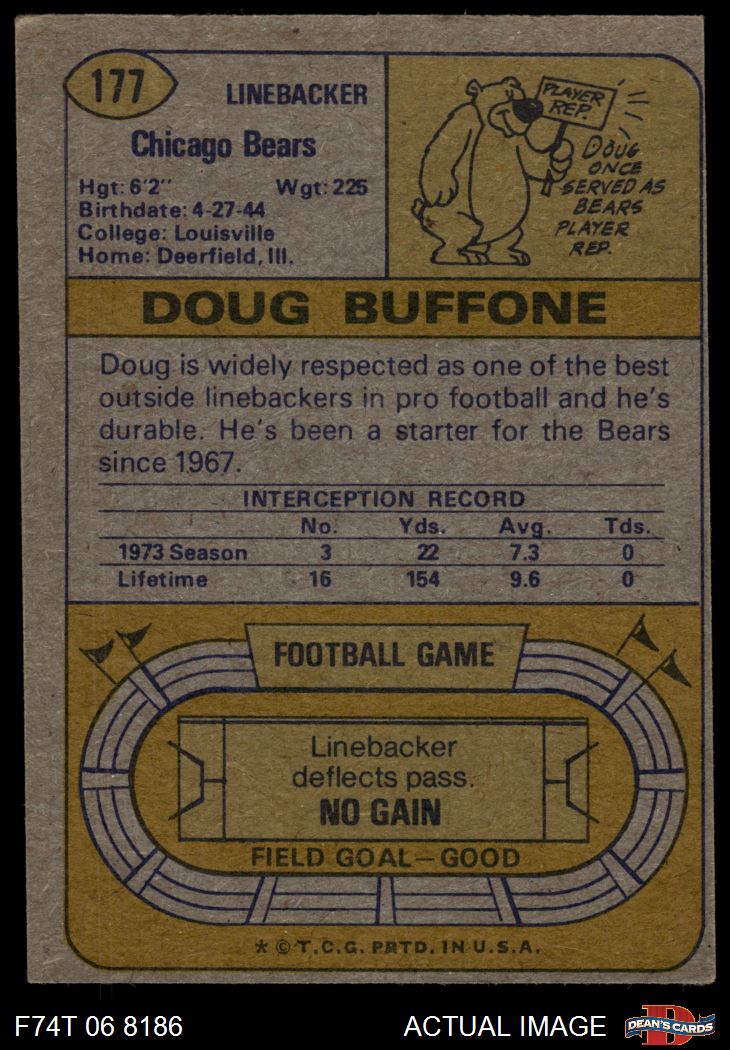 177
LINEBACKER
Chicago Bears
Hgt: 6'2" Wgt: 225
Birthdate: 4-27-44
College: Louisville
Home: Deerfield, Ill.
PLAYER
REP.
DOUG
ONCE
SERVED AS
BEARS
PLAYER
REP.
DOUG BUFFONE
Doug is widely respected as one of the best
outside linebackers in pro football and he's
durable. He's been a starter for the Bears
since 1967.
INTERCEPTION RECORD
No. Yds. Avg. Tds.
1973 Season 3 22 7.3 0
Lifetime 16 154 9.6 0
FOOTBALL GAME
Linebacker
deflects pass.
NO GAIN
FIELD GOAL—GOOD
* © T.C.G. PRTD. IN U.S.A.
F74T 06 8186 ACTUAL IMAGE D DEAN'S CARDS